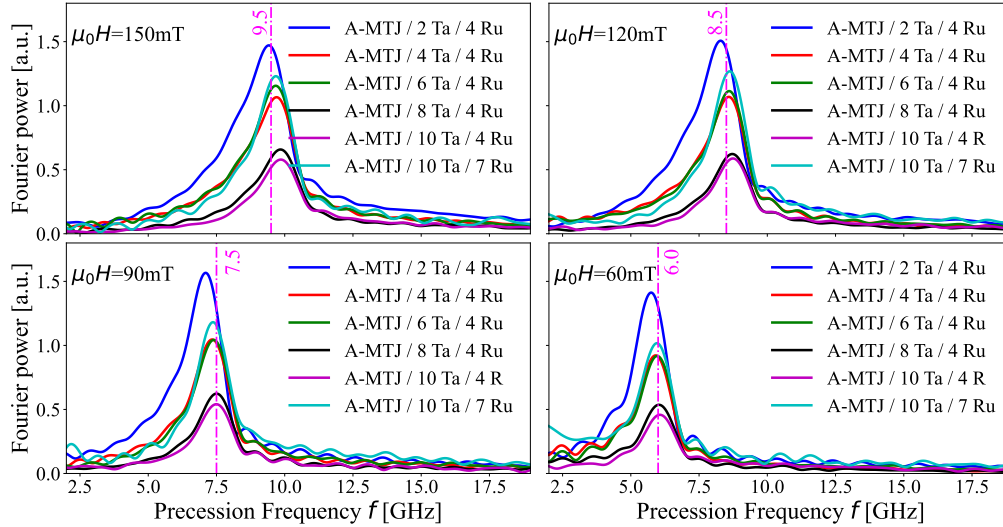 μ₀H=150mT
9.5
A-MTJ / 2 Ta / 4 Ru
A-MTJ / 4 Ta / 4 Ru
A-MTJ / 6 Ta / 4 Ru
A-MTJ / 8 Ta / 4 Ru
A-MTJ / 10 Ta / 4 Ru
A-MTJ / 10 Ta / 7 Ru
Fourier power [a.u.]
1.5
1.0
0.5
0.0
μ₀H=120mT
8.5
A-MTJ / 2 Ta / 4 Ru
A-MTJ / 4 Ta / 4 Ru
A-MTJ / 6 Ta / 4 Ru
A-MTJ / 8 Ta / 4 Ru
A-MTJ / 10 Ta / 4 R
A-MTJ / 10 Ta / 7 Ru
μ₀H=90mT
7.5
A-MTJ / 2 Ta / 4 Ru
A-MTJ / 4 Ta / 4 Ru
A-MTJ / 6 Ta / 4 Ru
A-MTJ / 8 Ta / 4 Ru
A-MTJ / 10 Ta / 4 R
A-MTJ / 10 Ta / 7 Ru
Fourier power [a.u.]
1.5
1.0
0.5
0.0
2.5 5.0 7.5 10.0 12.5 15.0 17.5
Precession Frequency f [GHz]
μ₀H=60mT
6.0
A-MTJ / 2 Ta / 4 Ru
A-MTJ / 4 Ta / 4 Ru
A-MTJ / 6 Ta / 4 Ru
A-MTJ / 8 Ta / 4 Ru
A-MTJ / 10 Ta / 4 R
A-MTJ / 10 Ta / 7 Ru
2.5 5.0 7.5 10.0 12.5 15.0 17.5
Precession Frequency f [GHz]